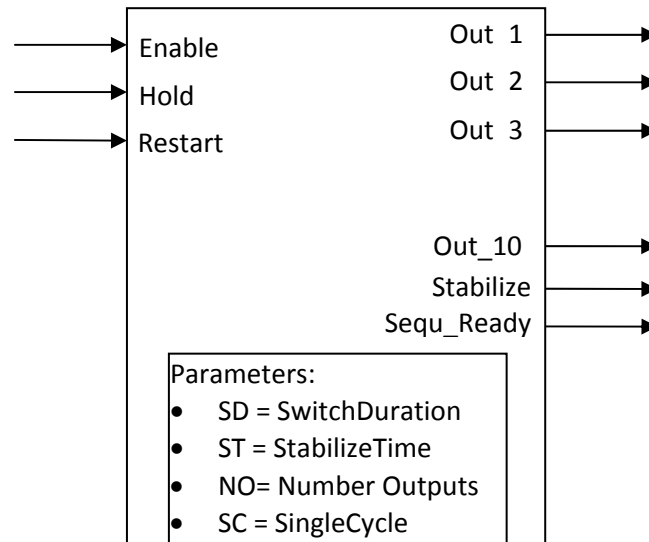 Enable
Hold
Restart
Out 1
Out 2
Out 3
Out_10
Stabilize
Sequ_Ready
Parameters:
• SD = SwitchDuration
• ST = StabilizeTime
• NO= Number Outputs
• SC = SingleCycle